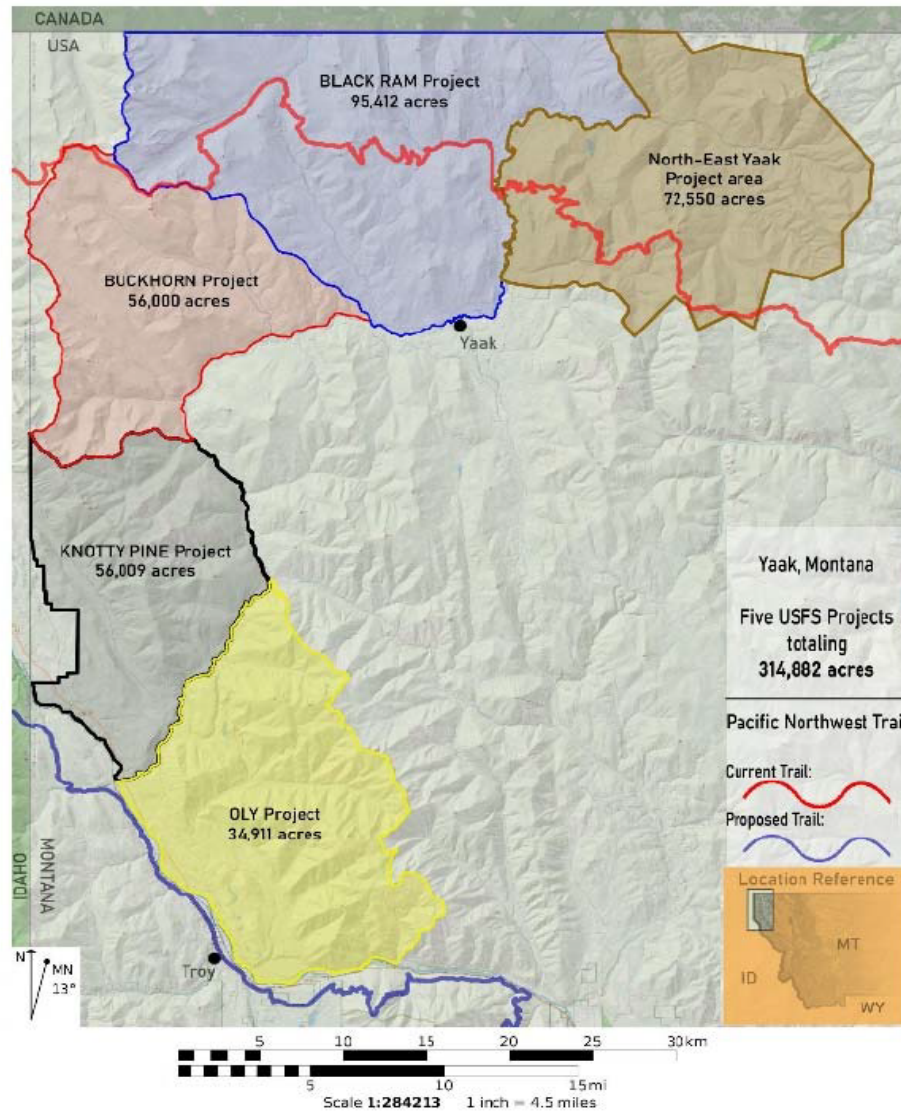 CANADA
USA
BLACK RAM Project
95,412 acres
North-East Yaak
Project area
72,550 acres
BUCKHORN Project
56,000 acres
Yaak
KNOTTY PINE Project
56,009 acres
Yaak, Montana
Five USFS Projects
totaling
314,882 acres
Pacific Northwest Trail
Current Trail:
Proposed Trail:
OLY Project
34,911 acres
IDAHO
MONTANA
Location Reference
MT
ID
WY
N
MN
13°
Troy
5 10 15 20 25 30km
5 10 15mi
Scale 1:284213 1 inch = 4.5 miles